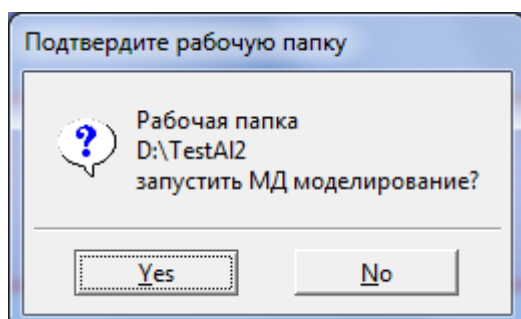 Подтвердите рабочую папку
Рабочая папка
D:\TestAl2
запустить МД моделирование?
Yes
No